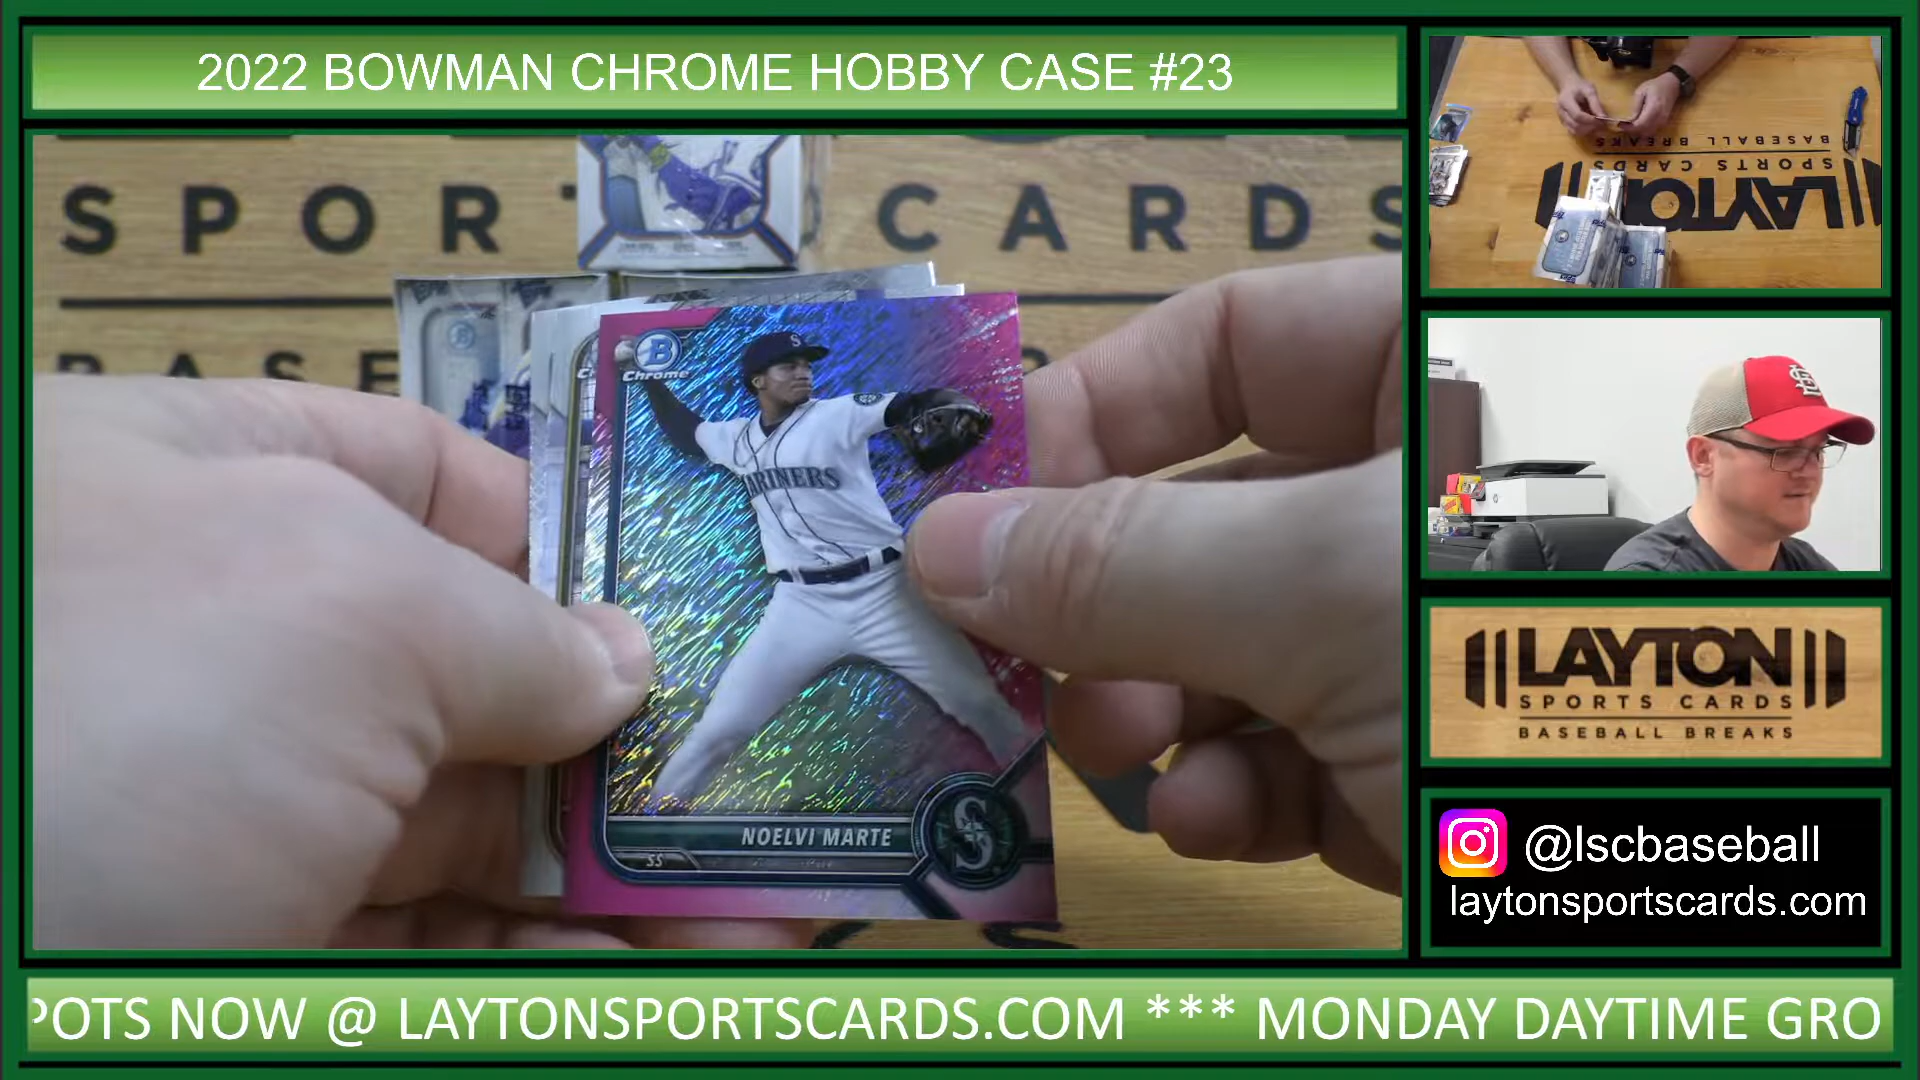 2022 BOWMAN CHROME HOBBY CASE #23
SPORTS CARDS
BASE
B
Chrome
S
MARINERS
NOELVI MARTE
SS
S
BASEBALL BREAKS
SPORTS CARDS
LAYTON
LAYTON
SPORTS CARDS
BASEBALL BREAKS
@lscbaseball
laytonsportscards.com
POTS NOW @ LAYTONSPORTSCARDS.COM *** MONDAY DAYTIME GRO